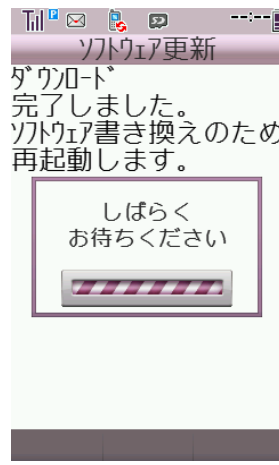 --:--
ｿﾌﾄｳｪｱ更新
ﾀﾞｳﾝﾛｰﾄﾞ
完了しました。
ｿﾌﾄｳｪｱ書き換えのため
再起動します。
しばらく
お待ちください